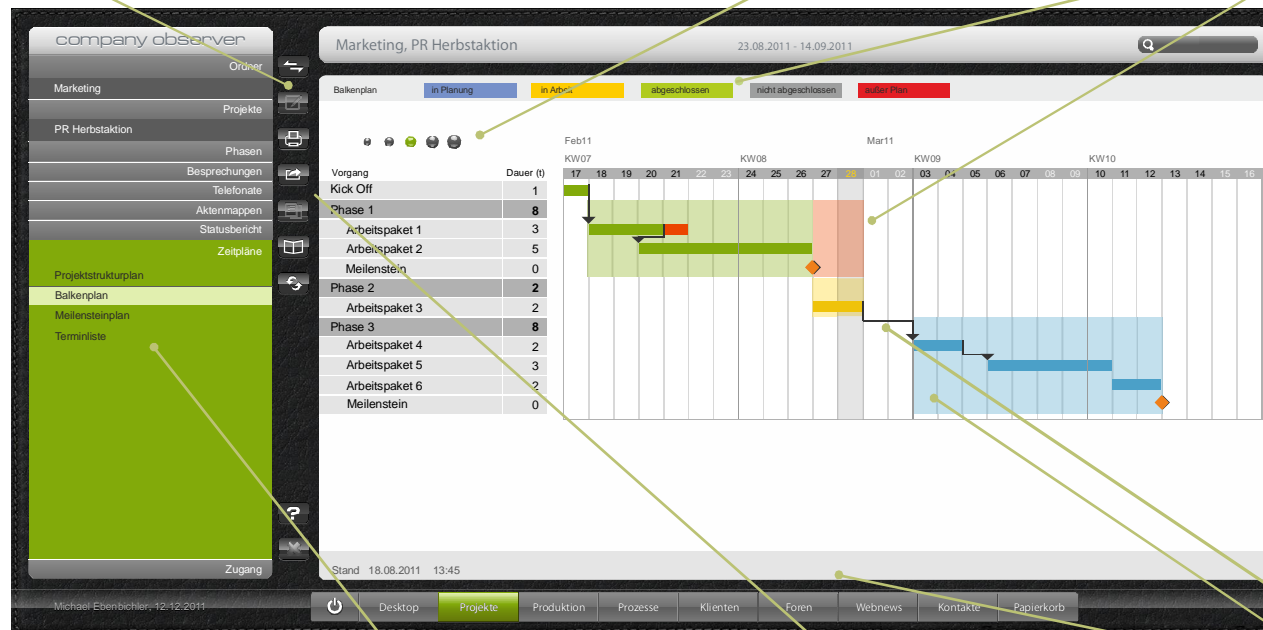 company observer
Ordner
Marketing
Projekte
PR Herbstaktion
Phasen
Besprechungen
Telefonate
Aktenmappen
Statusbericht
Zeitpläne
Projektstrukturplan
Balkenplan
Meilensteinplan
Terminliste
Zugang
Michael Ebenbichler, 12.12.2011
Marketing, PR Herbstaktion 23.08.2011 - 14.09.2011
Balkenplan in Planung in Arbeit abgeschlossen nicht abgeschlossen außer Plan
Feb11 Mar11
KW07 KW08 KW09 KW10
Vorgang Dauer (t) 17 18 19 20 21 22 23 24 25 26 27 28 01 02 03 04 05 06 07 08 09 10 11 12 13 14 15 16
Kick Off 1
Phase 1 8
Arbeitspaket 1 3
Arbeitspaket 2 5
Meilenstein 0
Phase 2 2
Arbeitspaket 3 2
Phase 3 8
Arbeitspaket 4 2
Arbeitspaket 5 3
Arbeitspaket 6 2
Meilenstein 0
Stand 18.08.2011 13:45
?
Desktop Projekte Produktion Prozesse Klienten Foren Webnews Kontakte Papierkorb